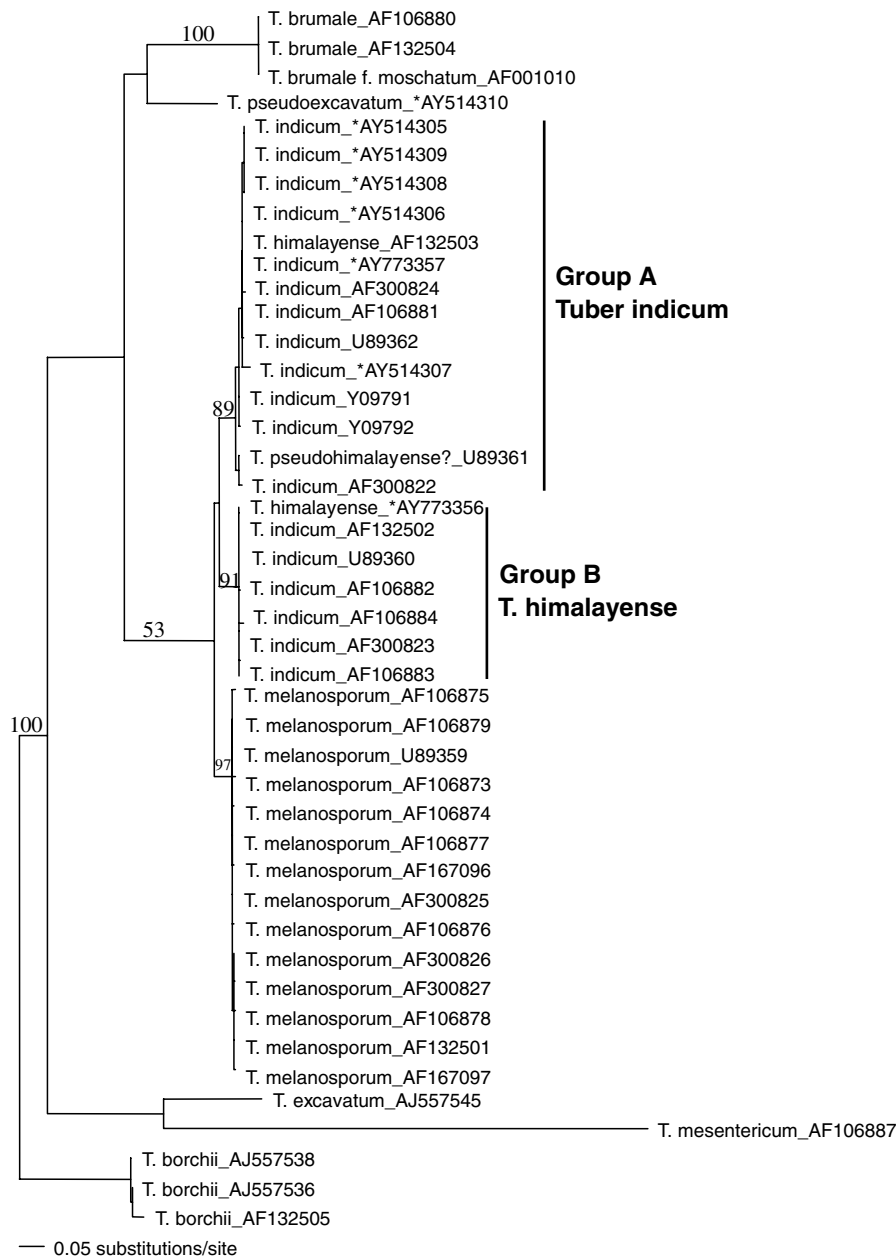 T. brumale_AF106880
100
T. brumale_AF132504
T. brumale f. moschatum_AF001010
T. pseudoexcavatum_*AY514310
T. indicum_*AY514305
T. indicum_*AY514309
T. indicum_*AY514308
T. indicum_*AY514306
T. himalayense_AF132503
T. indicum_*AY773357
Group A
Tuber indicum
T. indicum_AF300824
T. indicum_AF106881
T. indicum_U89362
T. indicum_*AY514307
T. indicum_Y09791
89
T. indicum_Y09792
T. pseudohimalayense?_U89361
T. indicum_AF300822
T. himalayense_*AY773356
T. indicum_AF132502
T. indicum_U89360
91
T. indicum_AF106882
Group B
T. himalayense
T. indicum_AF106884
53
T. indicum_AF300823
T. indicum_AF106883
T. melanosporum_AF106875
100
T. melanosporum_AF106879
T. melanosporum_U89359
97
T. melanosporum_AF106873
T. melanosporum_AF106874
T. melanosporum_AF106877
T. melanosporum_AF167096
T. melanosporum_AF300825
T. melanosporum_AF106876
T. melanosporum_AF300826
T. melanosporum_AF300827
T. melanosporum_AF106878
T. melanosporum_AF132501
T. melanosporum_AF167097
T. excavatum_AJ557545
T. mesentericum_AF106887
T. borchii_AJ557538
T. borchii_AJ557536
T. borchii_AF132505
0.05 substitutions/site